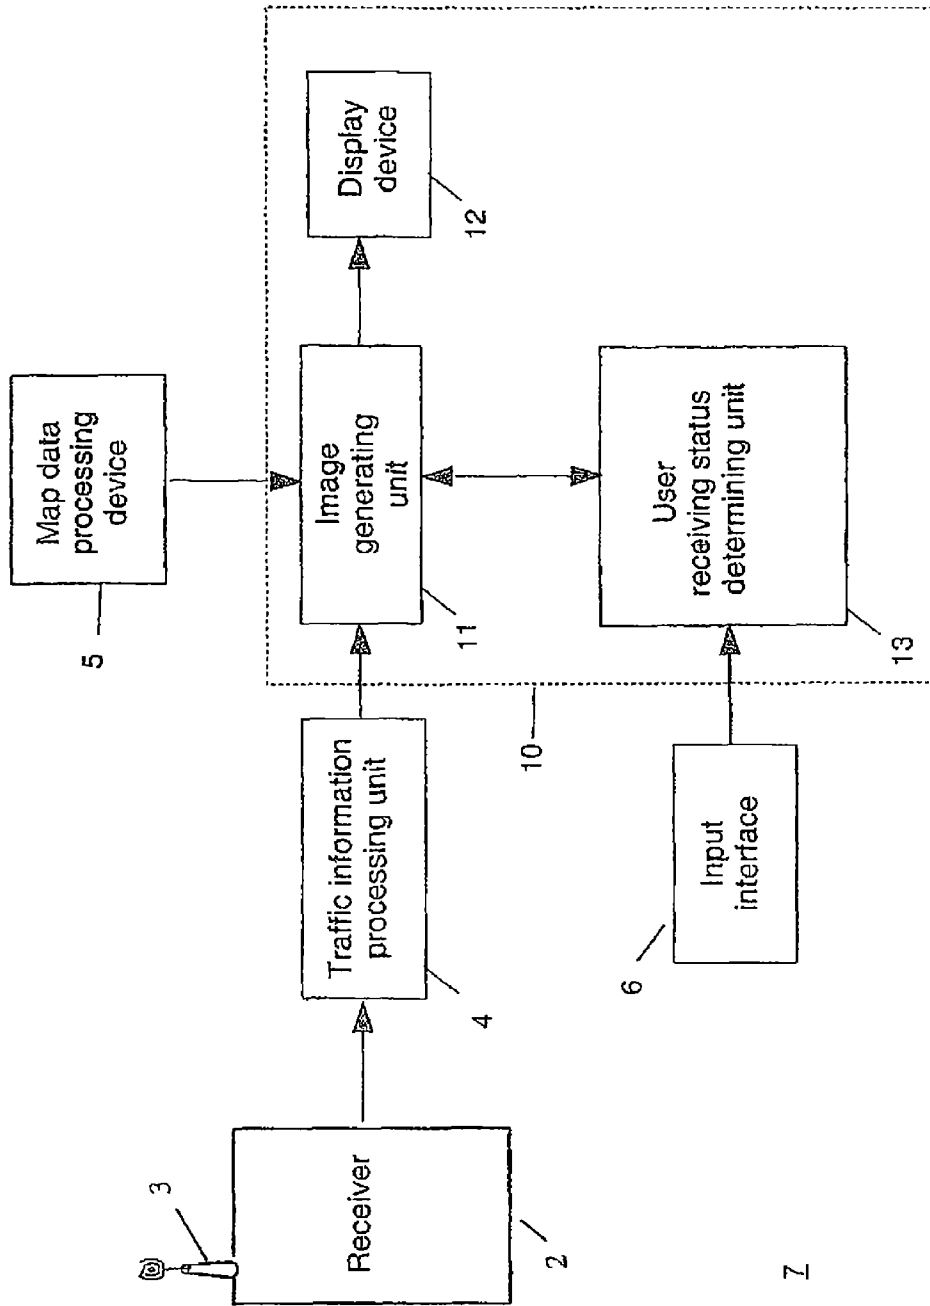 Map data
processing
device
5
Display
device
12
Image
generating
unit
11
User
receiving status
determining unit
13
10
Traffic information
processing unit
4
Input
interface
6
3
Receiver
2
7